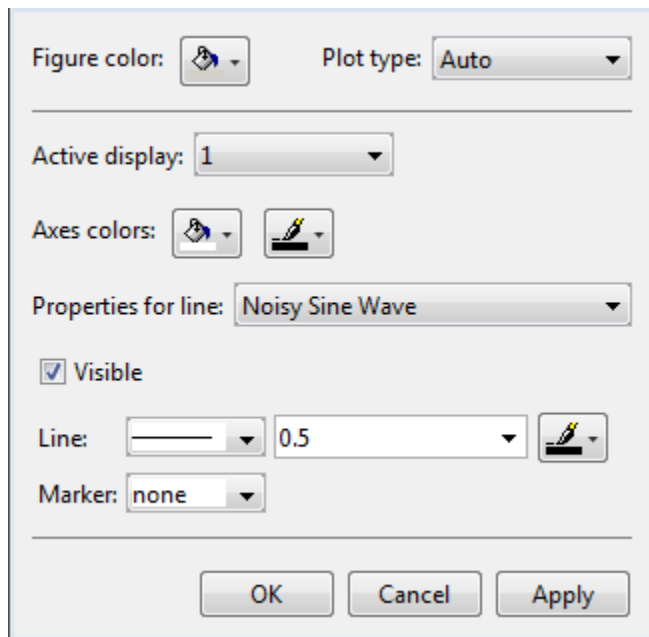 Figure color: Plot type: Auto
Active display: 1
Axes colors:
Properties for line: Noisy Sine Wave
Visible
Line: 0.5
Marker: none
OK Cancel Apply